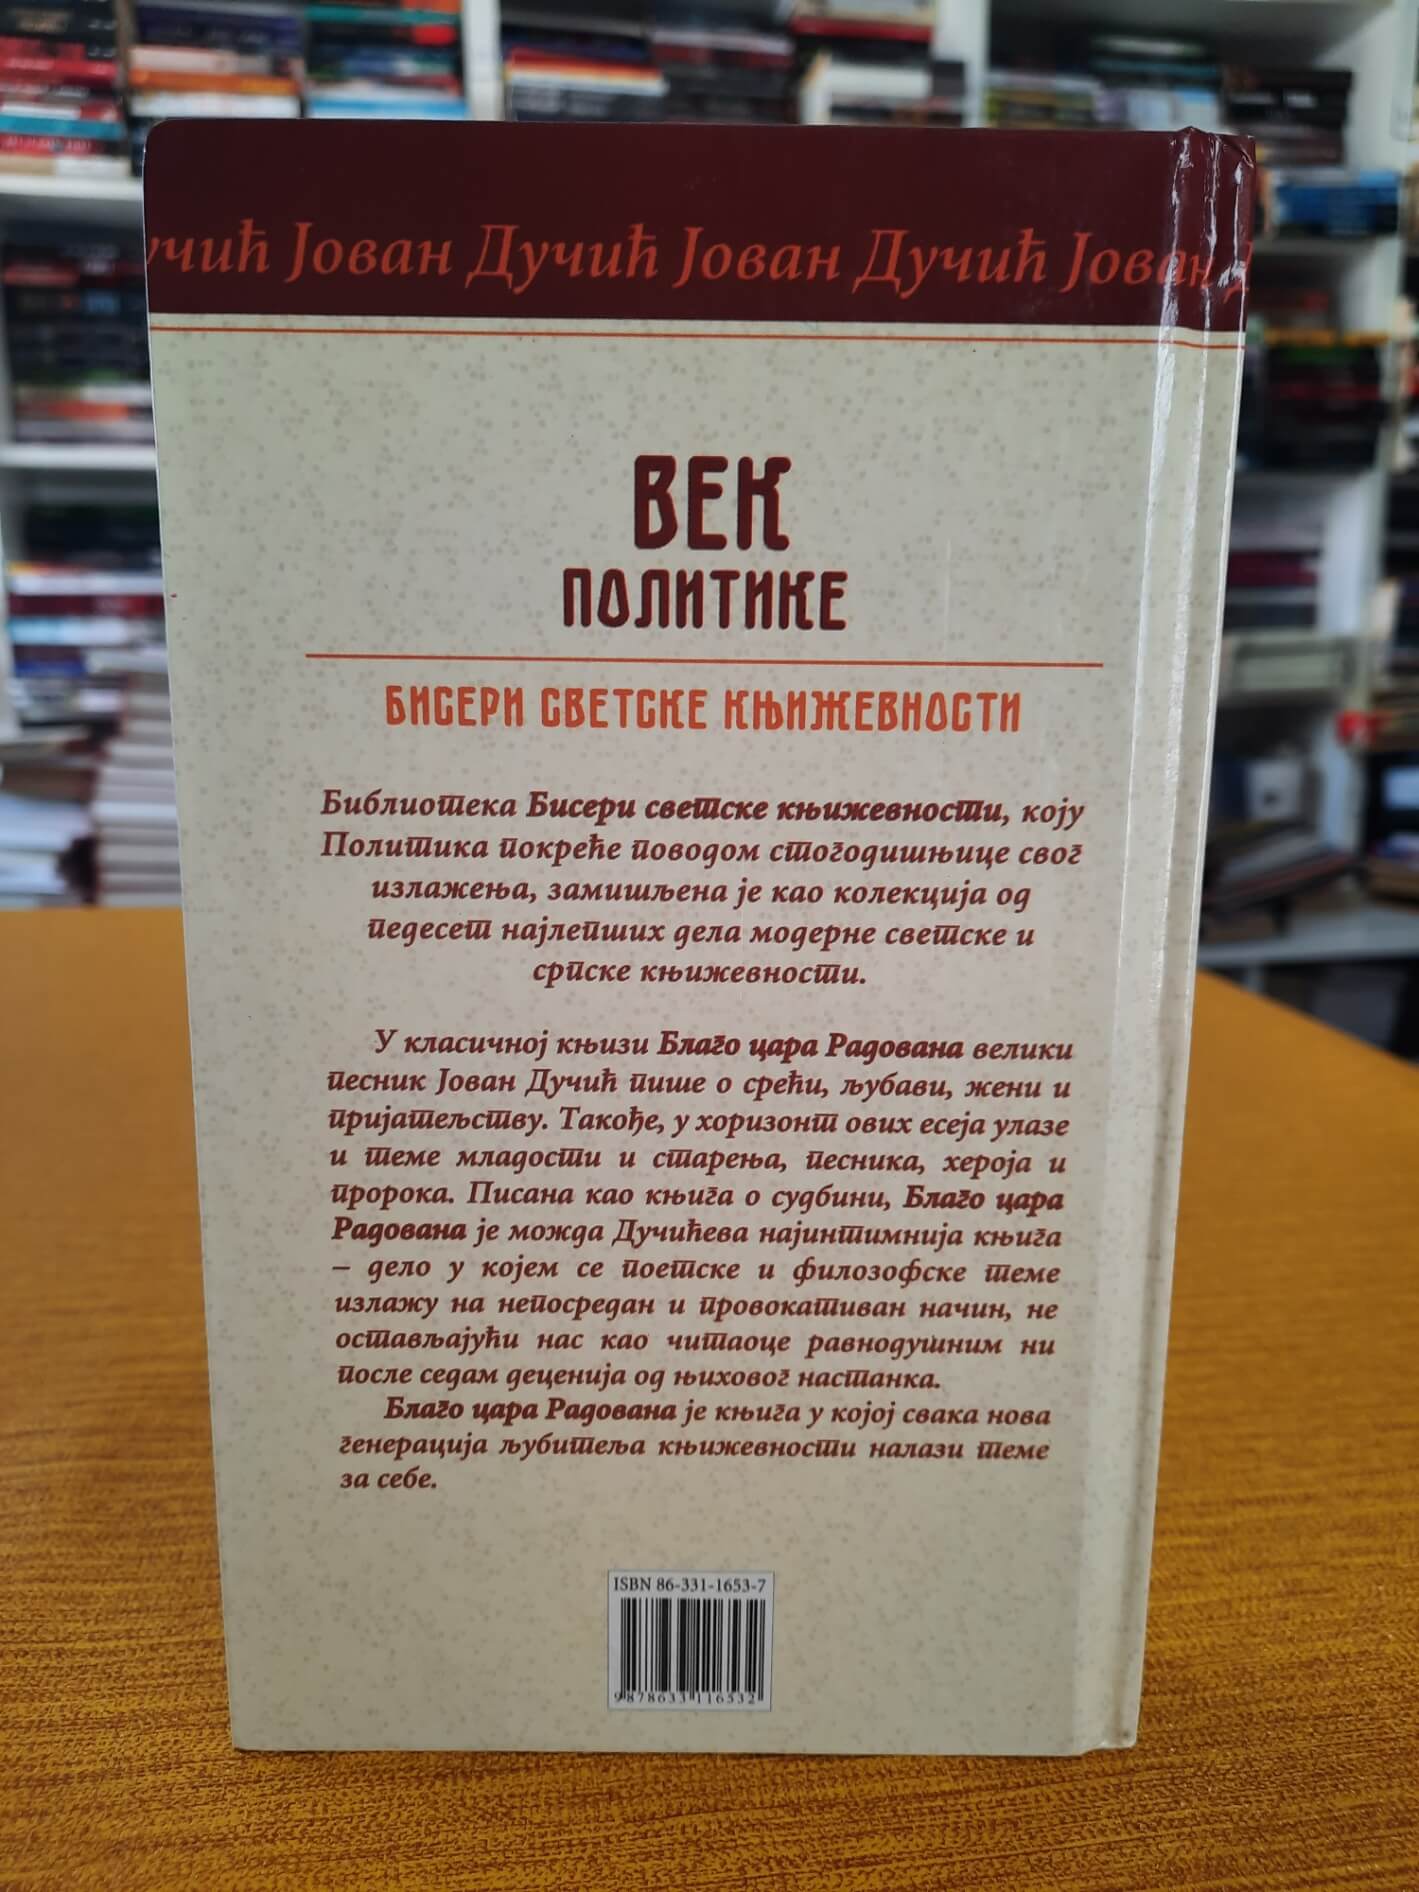 учић Јован Дучић Јован Дучић Јован Д
ВЕК
ПОЛИТИКЕ
БИСЕРИ СВЕТСКЕ КЊИЖЕВНОСТИ
Библиотека Бисери светске књижевности, коју
Политика покреће поводом стогодишњице свог
излажења, замишљена је као колекција од
педесет најлепших дела модерне светске и
српске књижевности.
У класичној књизи Благо цара Радована велики
песник Јован Дучић пише о срећи, љубави, жени и
пријатељству. Такође, у хоризонт ових есеја улазе
и теме младости и старења, песника, хероја и
пророка. Писана као књига о судбини, Благо цара
Радована је можда Дучићева најинтимнија књига
– дело у којем се поетске и филозофске теме
излажу на непосредан и провокативан начин, не
остављајући нас као читаоце равнодушним ни
после седам деценија од њиховог настанка.
Благо цара Радована је књига у којој свака нова
генерација љубитеља књижевности налази теме
за себе.
ISBN 86-331-1653-7
9788633116532